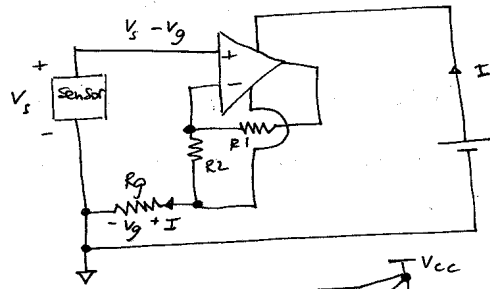 Vs - Vg
+
Vs
-
Sensor
+
-
R1
R2
Rg
- Vg + I
I
Vcc